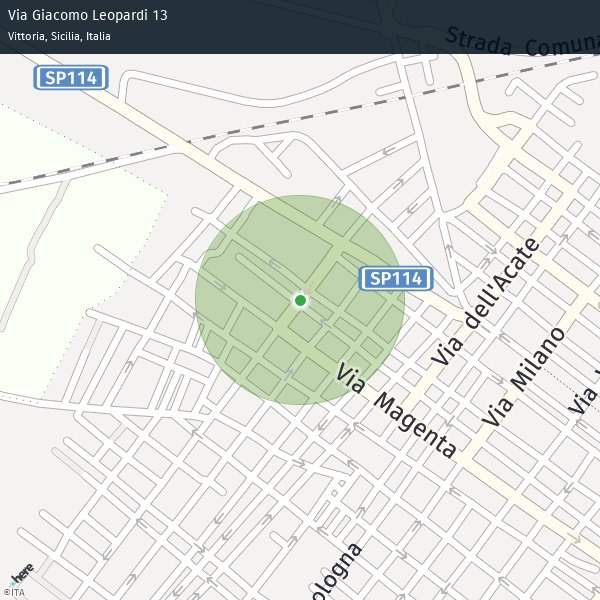 Via Giacomo Leopardi 13
Vittoria, Sicilia, Italia
Strada Comuna
SP114
SP114
Via dell'Acate
Via Milano
Via Magenta
Via
ologna
here
©ITA